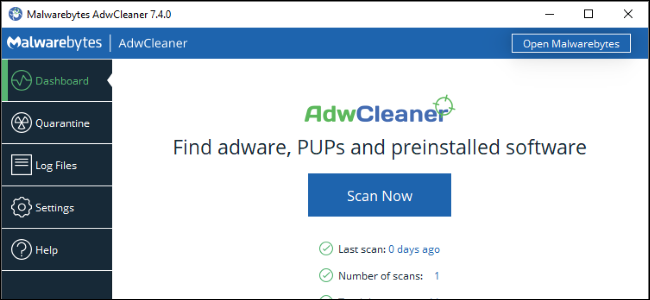 Malwarebytes AdwCleaner 7.4.0
Malwarebytes | AdwCleaner
Open Malwarebytes
Dashboard
Quarantine
Log Files
Settings
Help
AdwCleaner
Find adware, PUPs and preinstalled software
Scan Now
Last scan: 0 days ago
Number of scans: 1